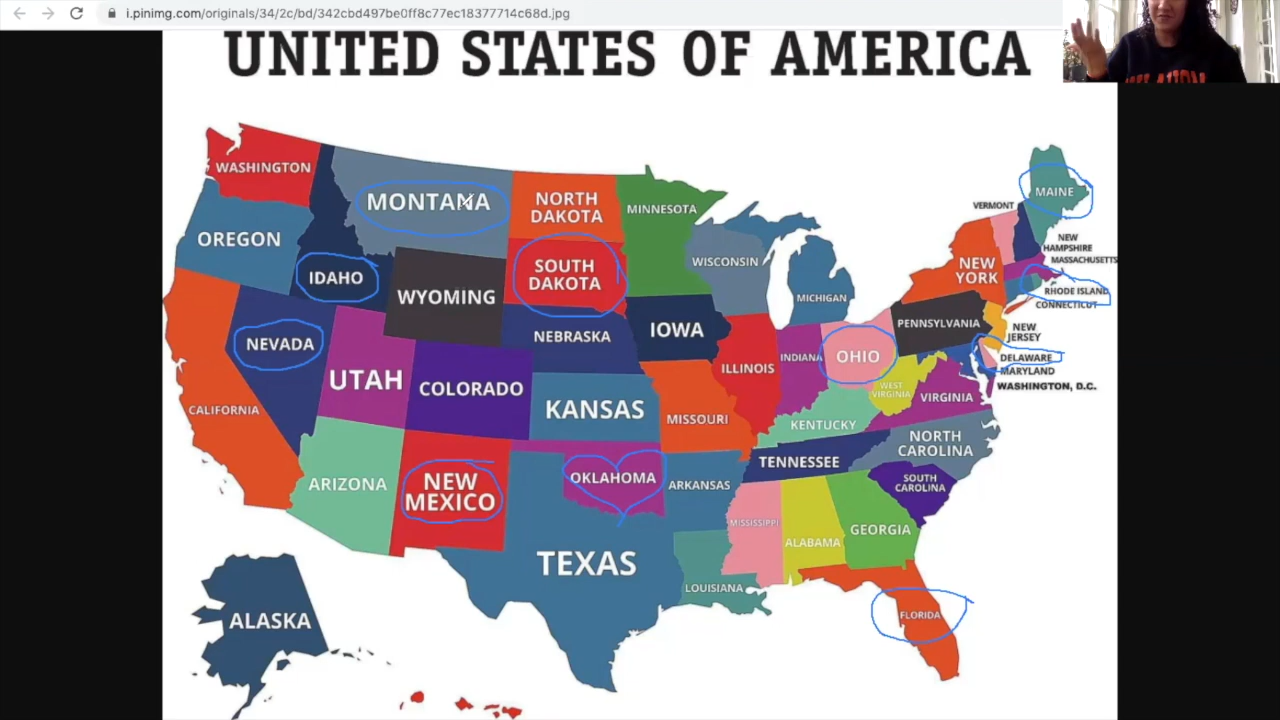 i.pinimg.com/originals/34/2c/bd/342cbd497be0ff8c77ec18377714c68d.jpg
UNITED STATES OF AMERICA
WASHINGTON
MONTANA
NORTH
DAKOTA
MINNESOTA
MAINE
VERMONT
OREGON
IDAHO
SOUTH
DAKOTA
WISCONSIN
NEW
HAMPSHIRE
MASSACHUSETTS
NEW
YORK
WYOMING
MICHIGAN
RHODE ISLAND
CONNECTICUT
NEVADA
NEBRASKA
IOWA
PENNSYLVANIA
NEW
JERSEY
UTAH
COLORADO
ILLINOIS
INDIANA
OHIO
DELAWARE
MARYLAND
WASHINGTON, D.C.
CALIFORNIA
KANSAS
MISSOURI
WEST
VIRGINIA
VIRGINIA
KENTUCKY
NORTH
CAROLINA
ARIZONA
NEW
MEXICO
OKLAHOMA
ARKANSAS
TENNESSEE
SOUTH
CAROLINA
MISSISSIPPI
ALABAMA
GEORGIA
TEXAS
LOUISIANA
FLORIDA
ALASKA